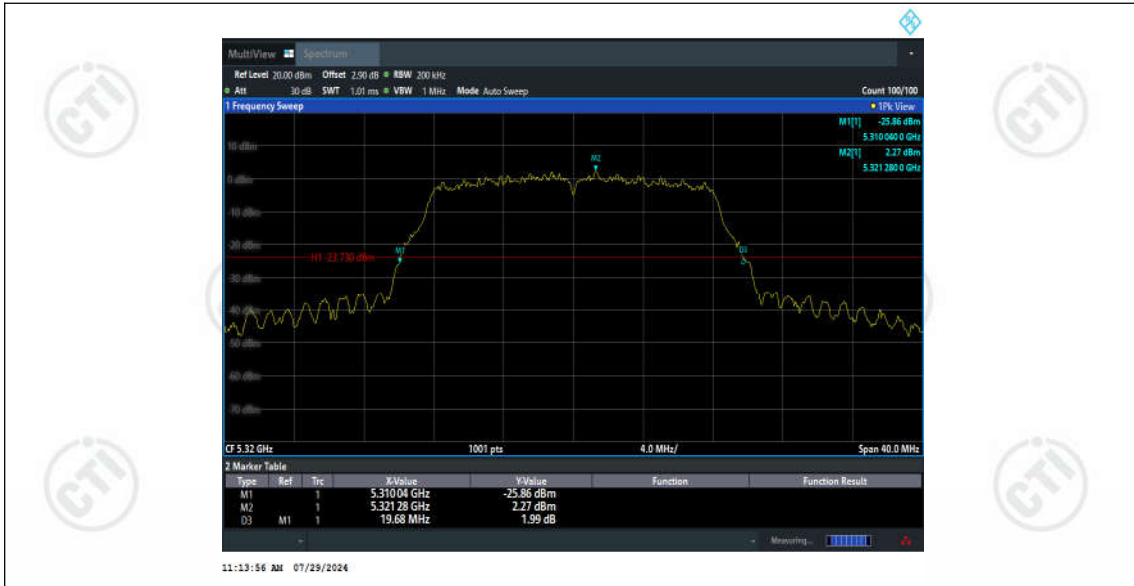 MultiView Spectrum
Ref Level 20.00 dBm Offset 2.90 dB RBW 200 kHz
Att 30 dB SWT 1.01 ms VBW 1 MHz Mode Auto Sweep Count 100/100
1 Frequency Sweep 1Pk View
M1[1] -25.86 dBm
5.310 040 0 GHz
10 dBm
M2[1] 2.27 dBm
M2
5.321 280 0 GHz
0 dBm
-10 dBm
-20 dBm
M1 D3
H1 -23.730 dBm
-30 dBm
-40 dBm
-50 dBm
-60 dBm
-70 dBm
CF 5.32 GHz 1001 pts 4.0 MHz/ Span 40.0 MHz
2 Marker Table
Type Ref Trc X-Value Y-Value Function Function Result
M1 1 5.31004 GHz -25.86 dBm
M2 1 5.321 28 GHz 2.27 dBm
D3 M1 1 19.68 MHz 1.99 dB
Measuring...
11:13:56 AM 07/29/2024
CTI
CTI
CTI
CTI